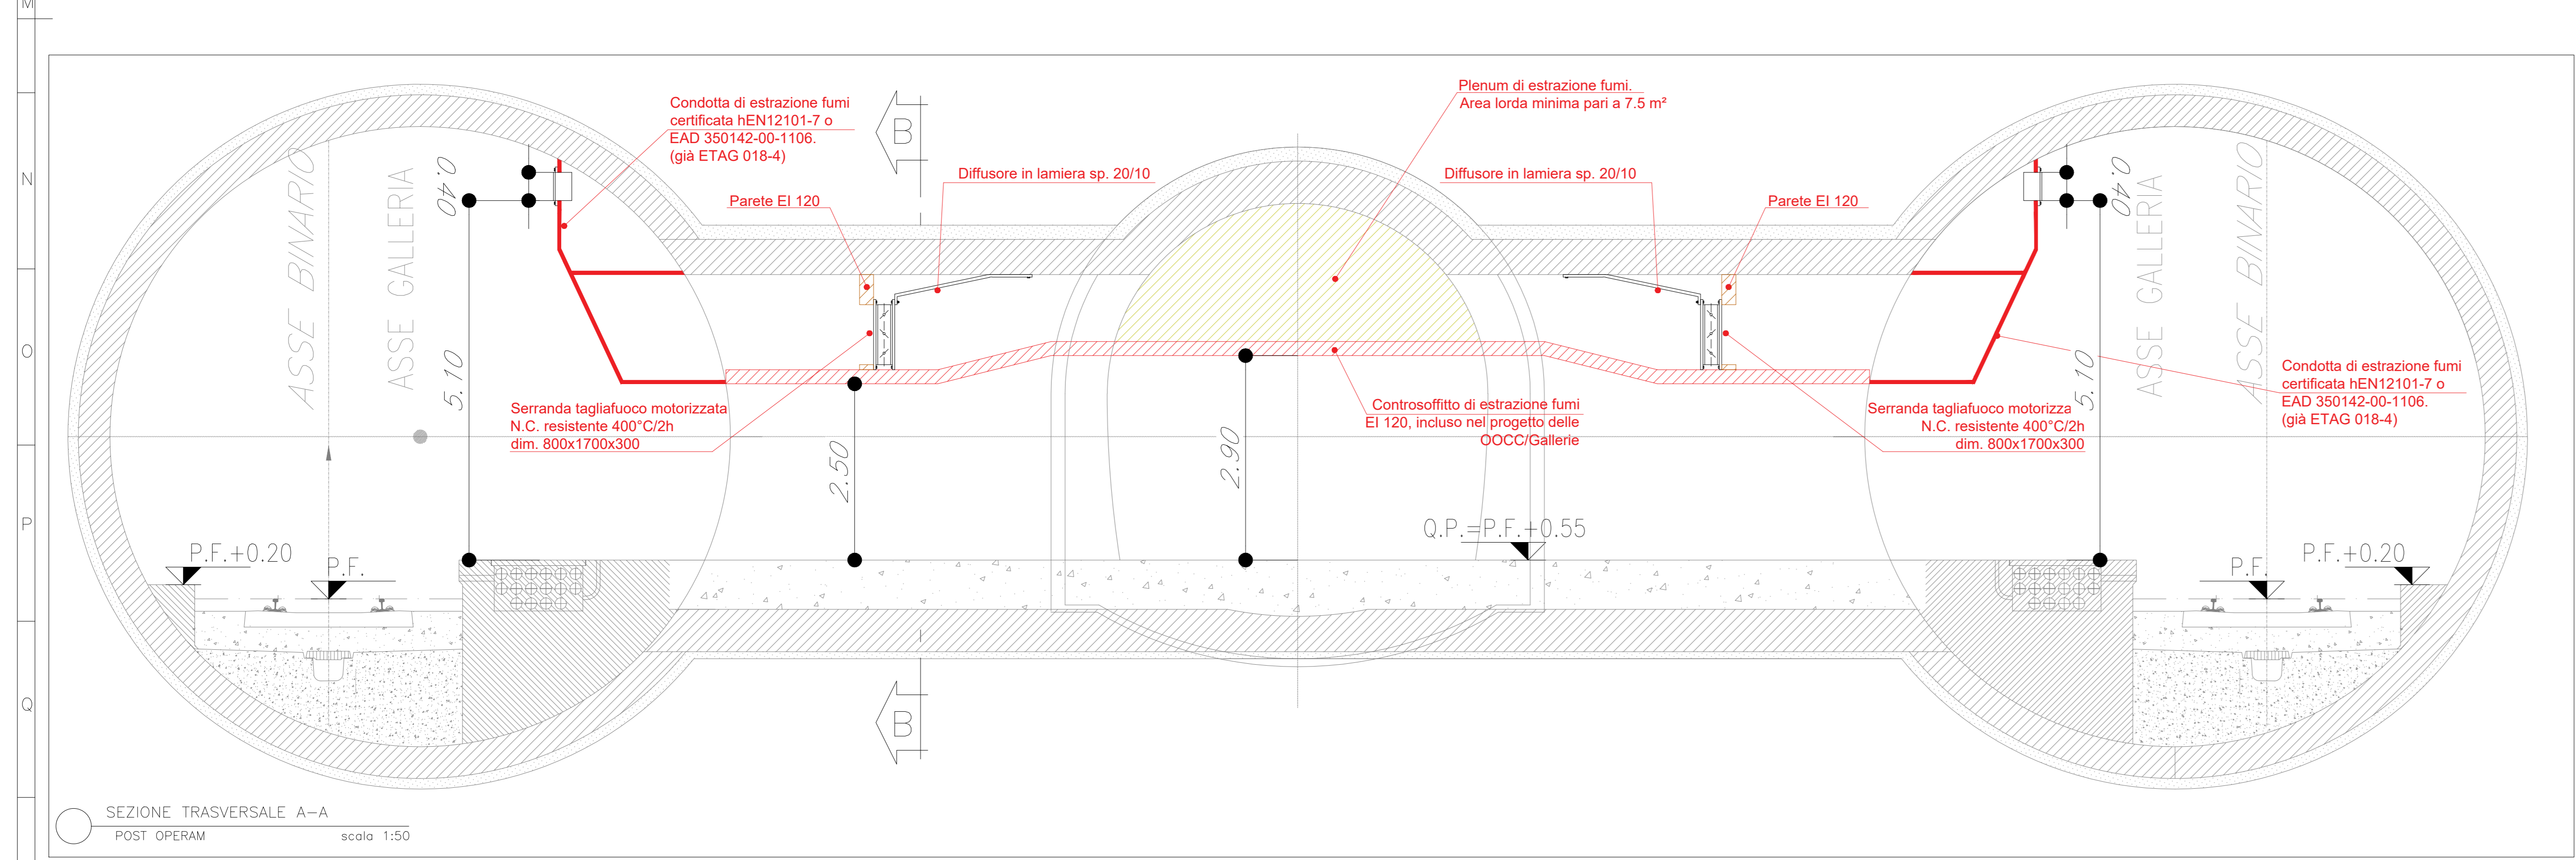 M
N
O
P
Q
Condotta di estrazione fumi
certificata hEN12101-7 o
EAD 350142-00-1106.
(già ETAG 018-4)
B
Plenum di estrazione fumi.
Area lorda minima pari a 7.5 m²
Diffusore in lamiera sp. 20/10
Diffusore in lamiera sp. 20/10
Parete EI 120
Parete EI 120
ASSE BINARIO
ASSE GALLERIA
0.40
5.10
0.40
ASSE GALLERIA
ASSE BINARIO
5.10
Condotta di estrazione fumi
certificata hEN12101-7 o
EAD 350142-00-1106.
(già ETAG 018-4)
Serranda tagliafuoco motorizzata
N.C. resistente 400°C/2h
dim. 800x1700x300
2.50
2.90
Controsoffitto di estrazione fumi
EI 120, incluso nel progetto delle
OOCC/Gallerie
Serranda tagliafuoco motorizza
N.C. resistente 400°C/2h
dim. 800x1700x300
P.F.+0.20
P.F.
Q.P.=P.F.+0.55
P.F.
P.F.+0.20
B
SEZIONE TRASVERSALE A-A
POST OPERAM scala 1:50